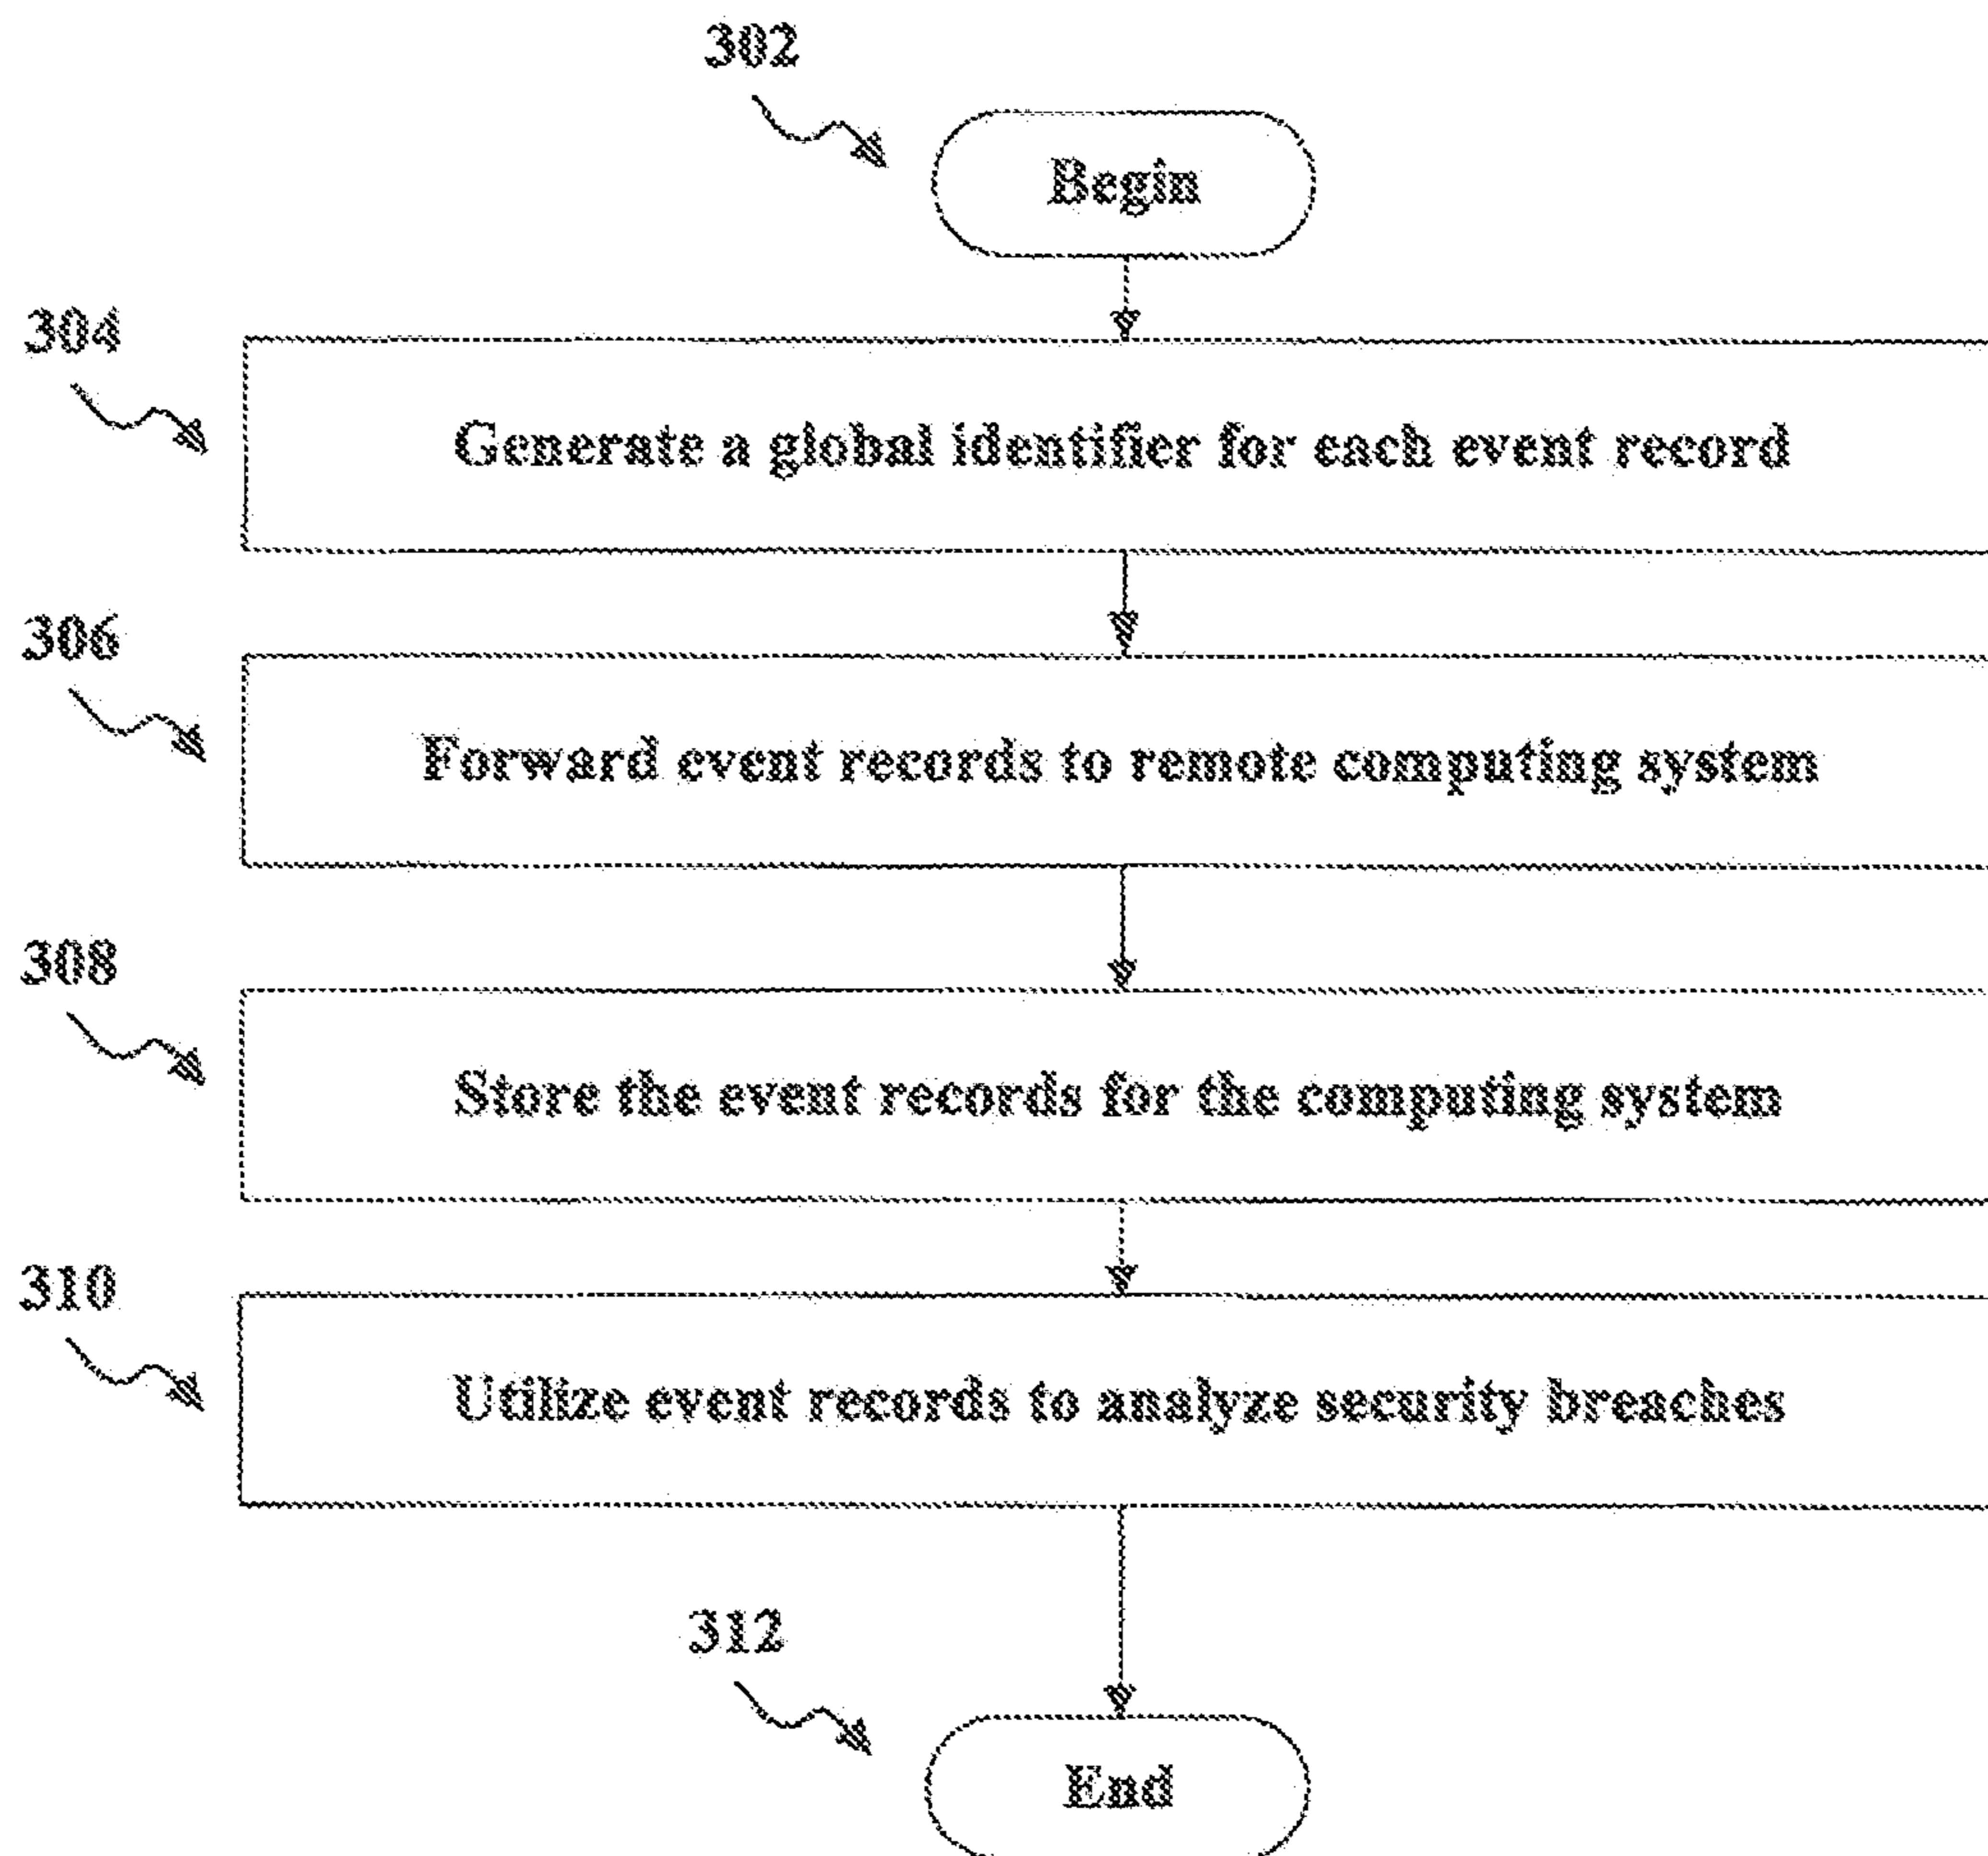 302
Begin
304
Generate a global identifier for each event record
306
Forward event records to remote computing system
308
Store the event records for the computing system
310
Utilize event records to analyze security breaches
312
End